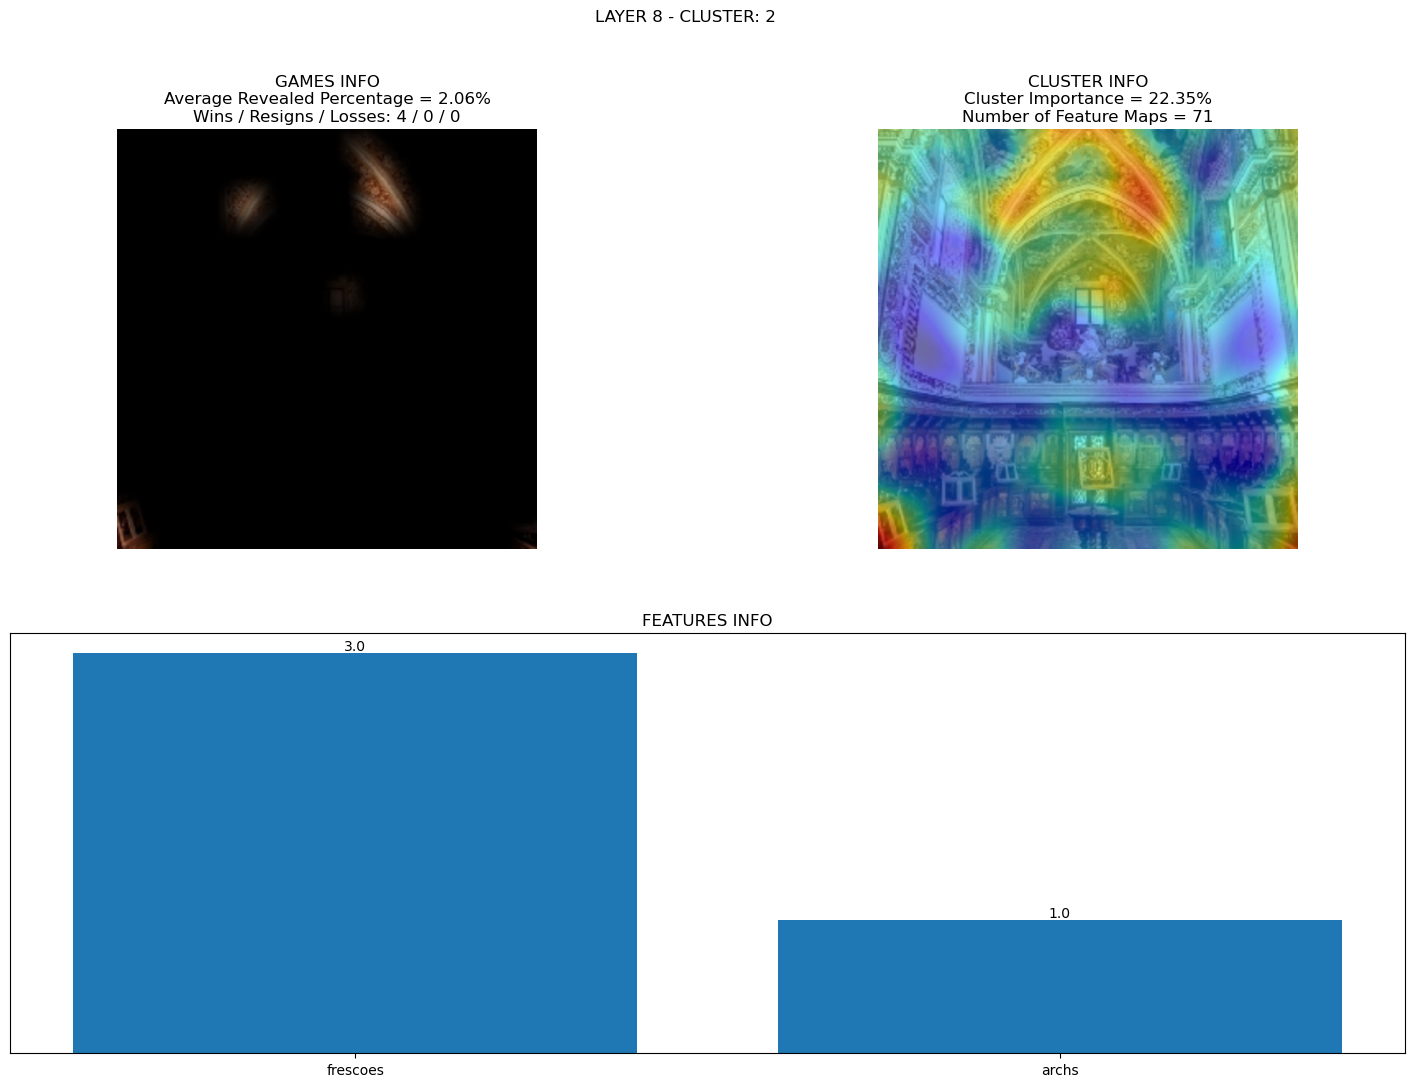 LAYER 8 - CLUSTER: 2
GAMES INFO
Average Revealed Percentage = 2.06%
Wins / Resigns / Losses: 4 / 0 / 0
CLUSTER INFO
Cluster Importance = 22.35%
Number of Feature Maps = 71
FEATURES INFO
3.0
1.0
frescoes
archs